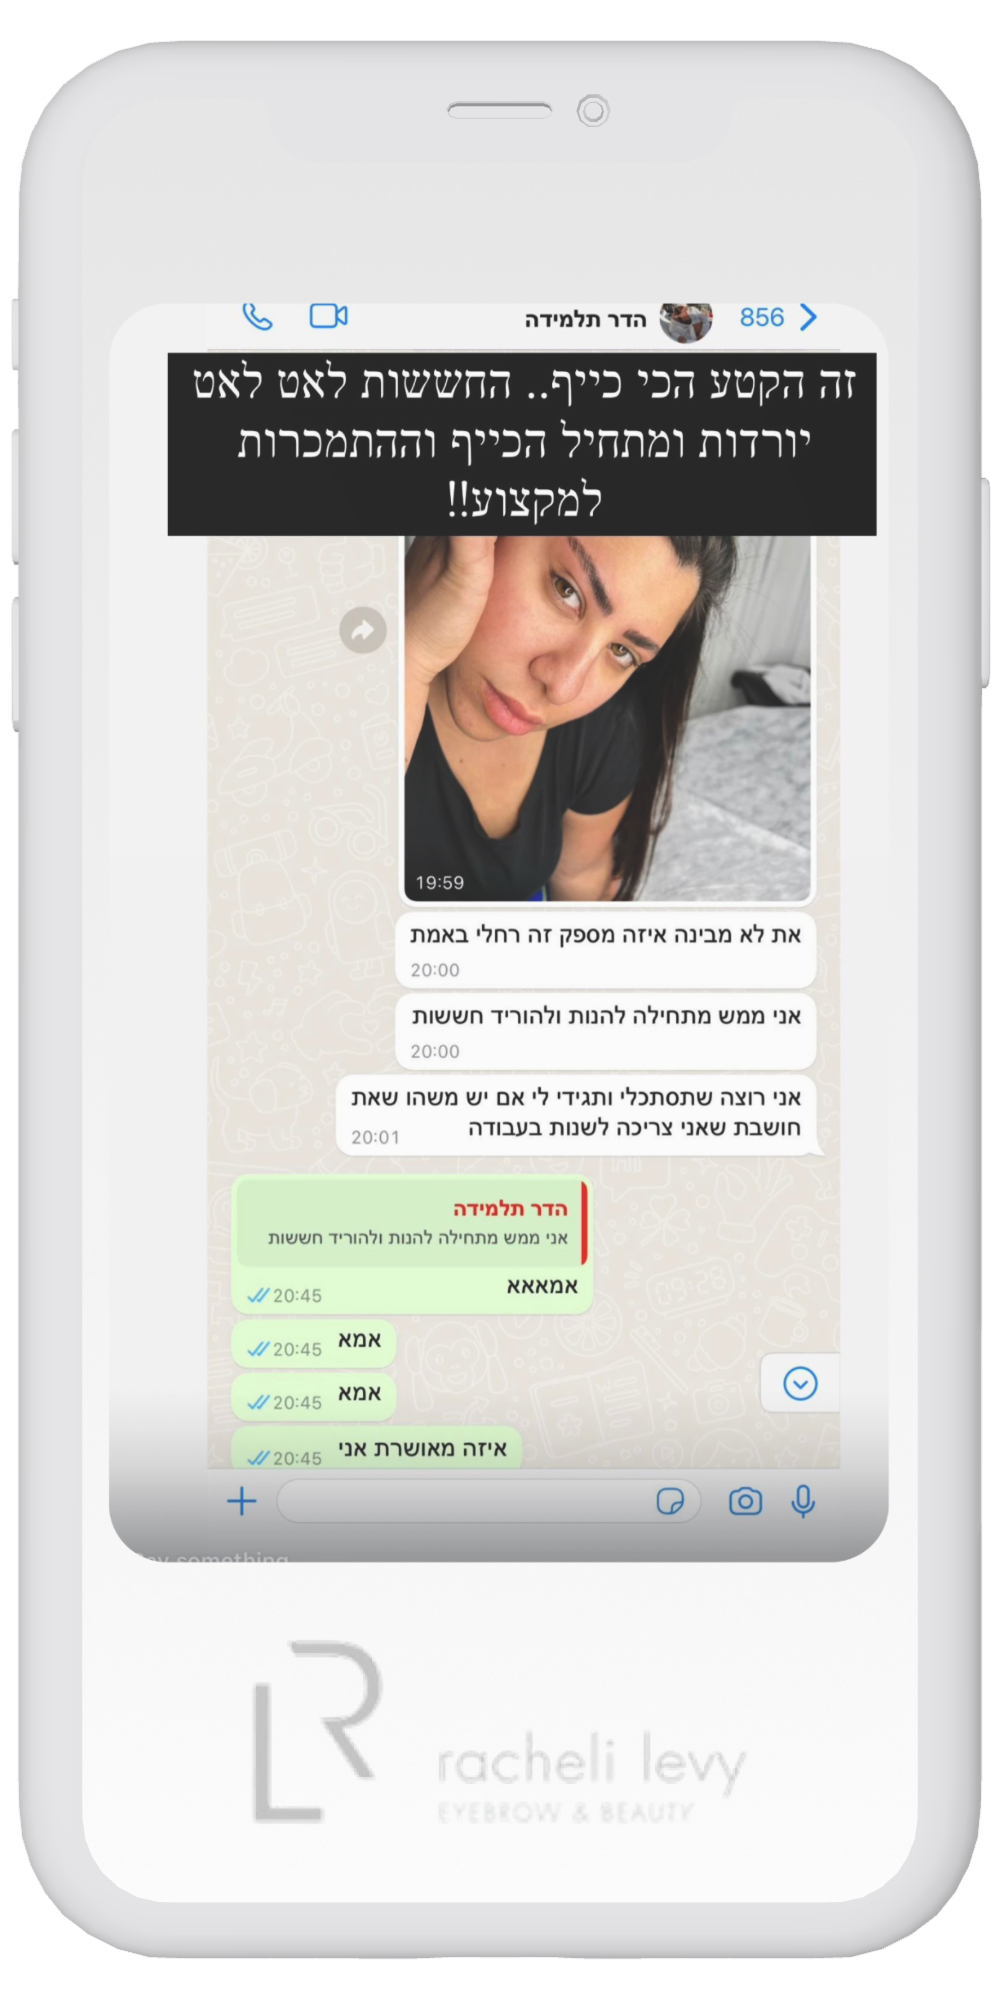 הדר תלמידה
856
זה הקטע הכי כייף.. החששות לאט לאט
יורדות ומתחיל הכייף וההתמכרות
למקצוע!!
19:59
את לא מבינה איזה מספק זה רחלי באמת
20:00
אני ממש מתחילה להנות ולהוריד חששות
20:00
אני רוצה שתסתכלי ותגידי לי אם יש משהו שאת
חושבת שאני צריכה לשנות בעבודה
20:01
הדר תלמידה
אני ממש מתחילה להנות ולהוריד חששות
אמאאא
20:45
אמא 20:45
אמא 20:45
איזה מאושרת אני 20:45
something
LR
racheli levy
EYEBROW & BEAUTY